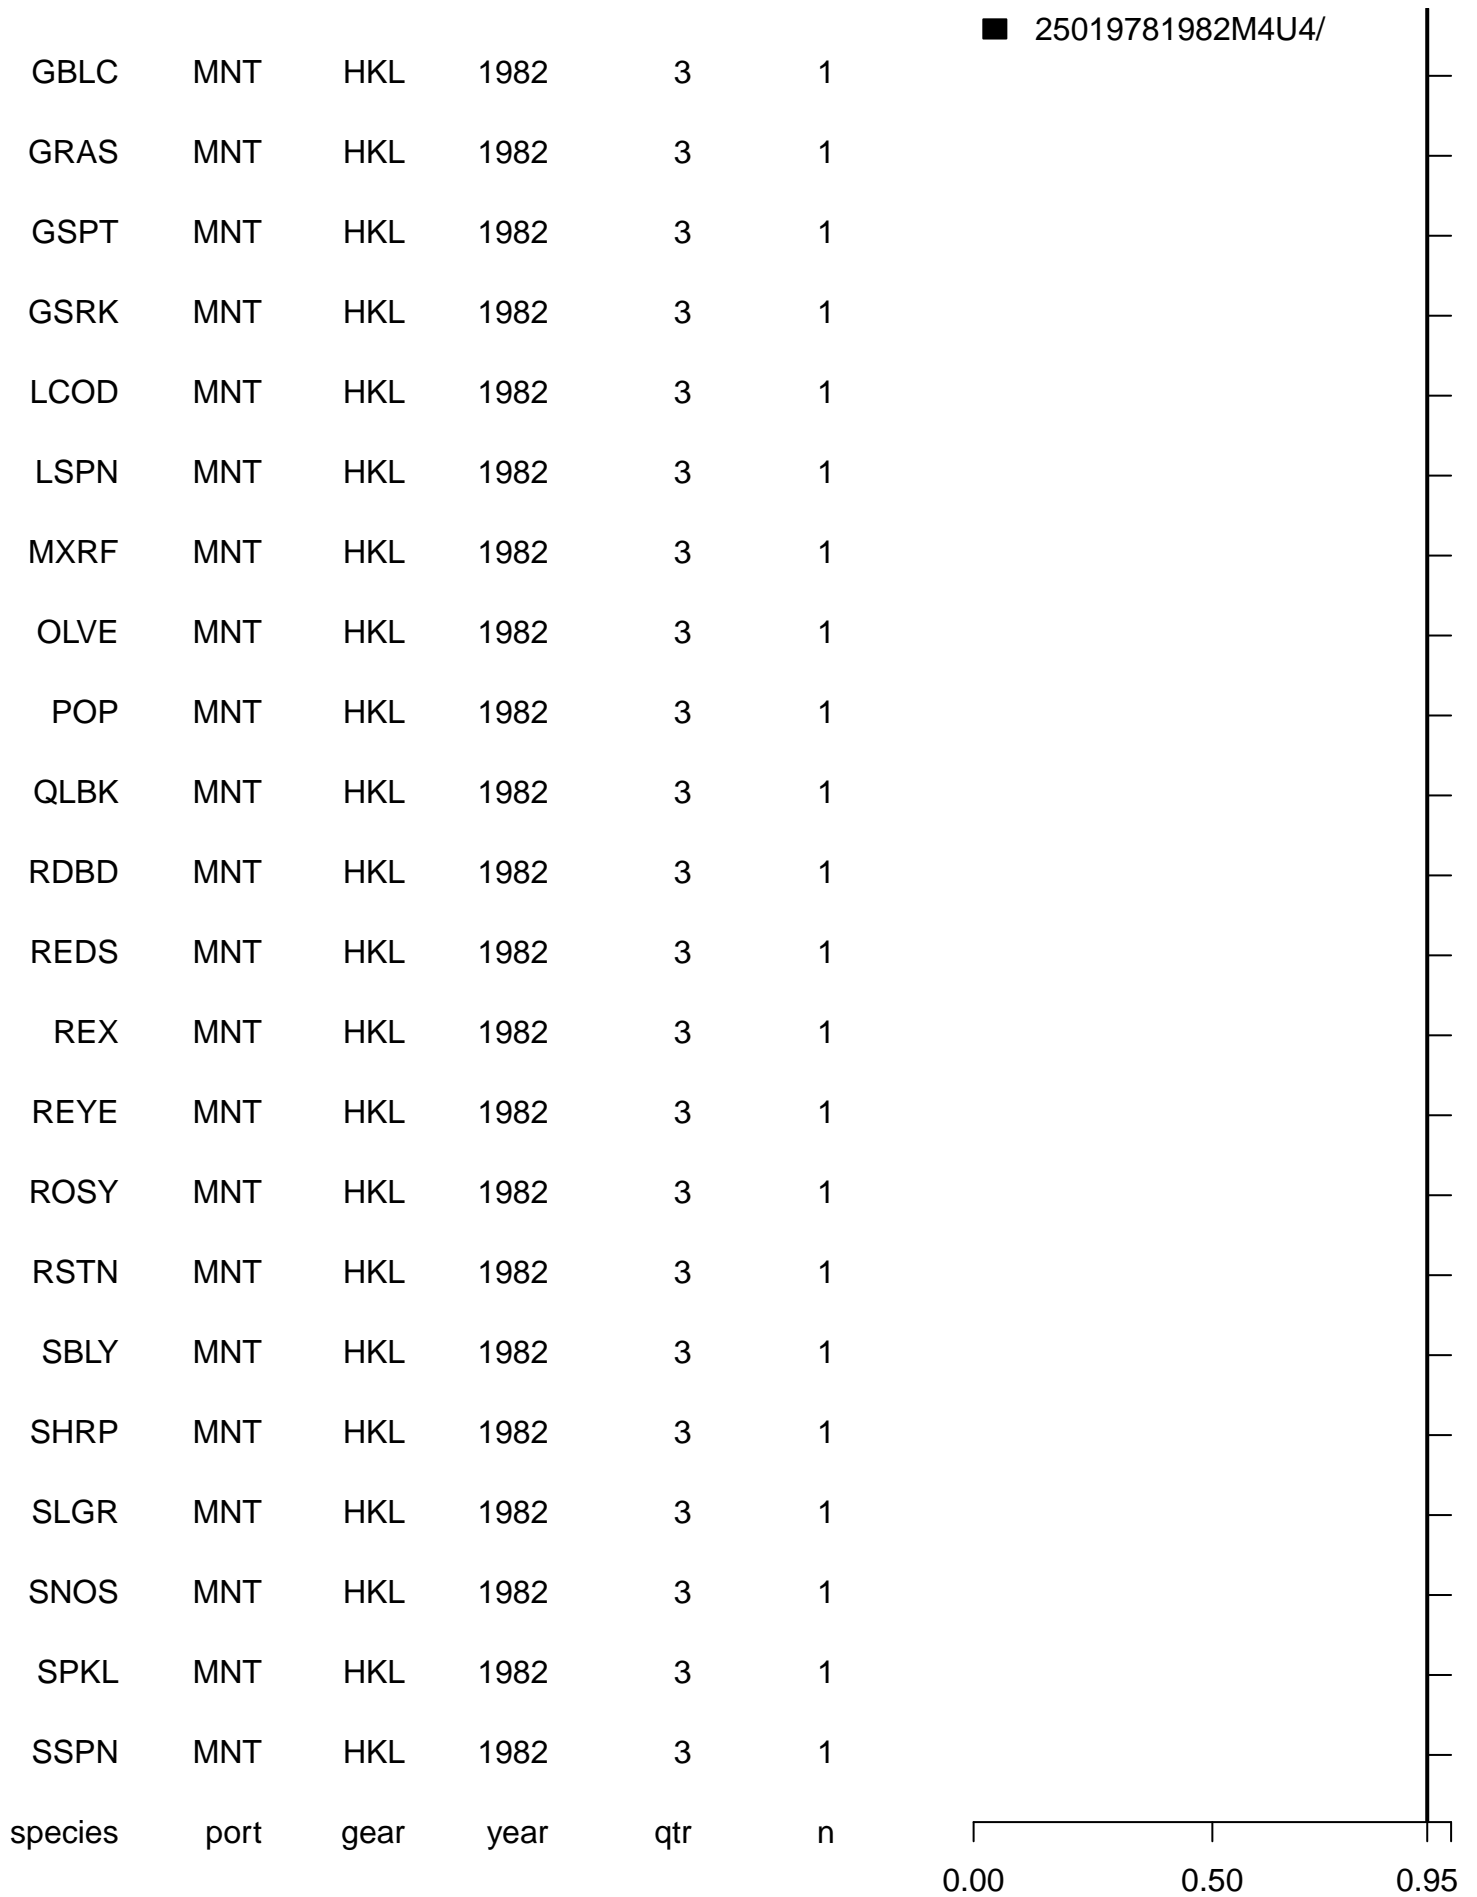 25019781982M4U4/
GBLC MNT HKL 1982 3 1
GRAS MNT HKL 1982 3 1
GSPT MNT HKL 1982 3 1
GSRK MNT HKL 1982 3 1
LCOD MNT HKL 1982 3 1
LSPN MNT HKL 1982 3 1
MXRF MNT HKL 1982 3 1
OLVE MNT HKL 1982 3 1
POP MNT HKL 1982 3 1
QLBK MNT HKL 1982 3 1
RDBD MNT HKL 1982 3 1
REDS MNT HKL 1982 3 1
REX MNT HKL 1982 3 1
REYE MNT HKL 1982 3 1
ROSY MNT HKL 1982 3 1
RSTN MNT HKL 1982 3 1
SBLY MNT HKL 1982 3 1
SHRP MNT HKL 1982 3 1
SLGR MNT HKL 1982 3 1
SNOS MNT HKL 1982 3 1
SPKL MNT HKL 1982 3 1
SSPN MNT HKL 1982 3 1
species port gear year qtr n
0.00 0.50 0.95